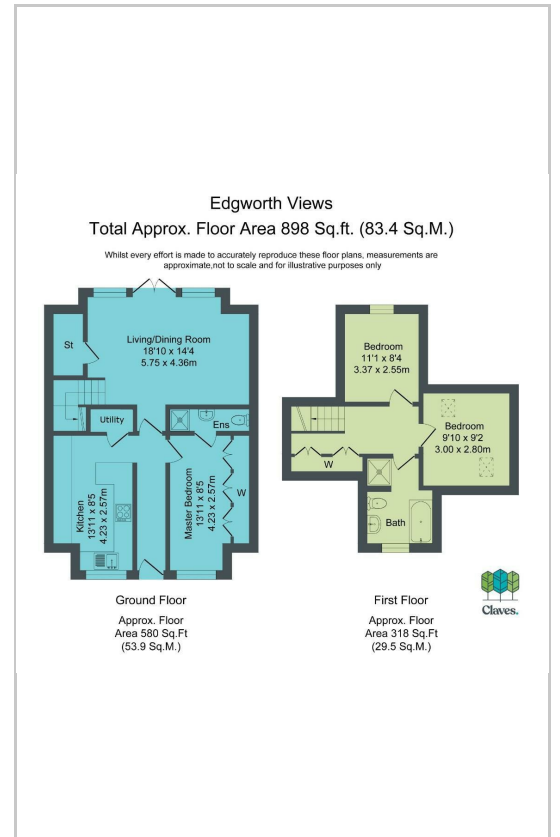 Edgworth Views
Total Approx. Floor Area 898 Sq.ft. (83.4 Sq.M.)
Whilst every effort is made to accurately reproduce these floor plans, measurements are
approximate,not to scale and for illustrative purposes only
St
Living/Dining Room
18'10 x 14'4
5.75 x 4.36m
Utility
Ens
Kitchen
13'11 x 8'5
4.23 x 2.57m
Master Bedroom
13'11 x 8'5
4.23 x 2.57m
W
Ground Floor
Approx. Floor
Area 580 Sq.Ft
(53.9 Sq.M.)
Bedroom
11'1 x 8'4
3.37 x 2.55m
Bedroom
9'10 x 9'2
3.00 x 2.80m
W
Bath
First Floor
Approx. Floor
Area 318 Sq.Ft
(29.5 Sq.M.)
Claves.